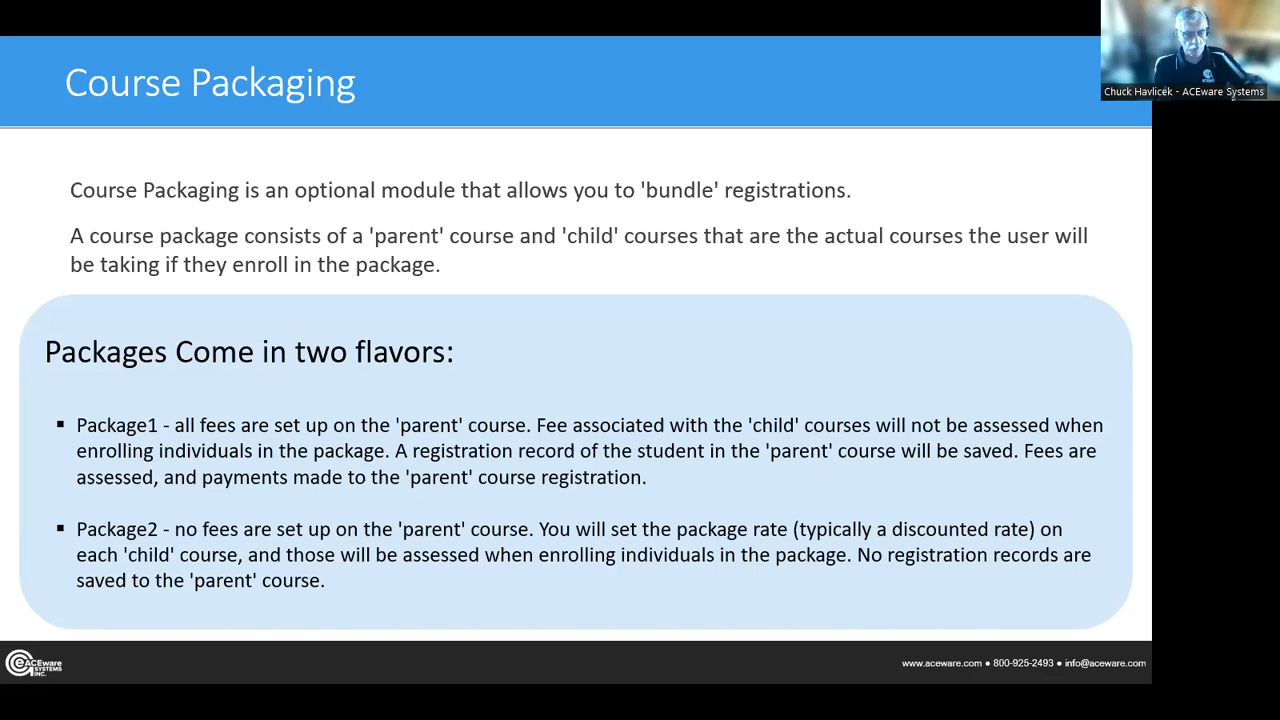 Course Packaging
Chuck Havlicek - ACEware Systems
Course Packaging is an optional module that allows you to 'bundle' registrations.
A course package consists of a 'parent' course and 'child' courses that are the actual courses the user will
be taking if they enroll in the package.
Packages Come in two flavors:
▪ Package1 - all fees are set up on the 'parent' course. Fee associated with the 'child' courses will not be assessed when
enrolling individuals in the package. A registration record of the student in the 'parent' course will be saved. Fees are
assessed, and payments made to the 'parent' course registration.
▪ Package2 - no fees are set up on the 'parent' course. You will set the package rate (typically a discounted rate) on
each 'child' course, and those will be assessed when enrolling individuals in the package. No registration records are
saved to the 'parent' course.
ACEware
SYSTEMS
INC.
www.aceware.com ● 800-925-2493 ● info@aceware.com